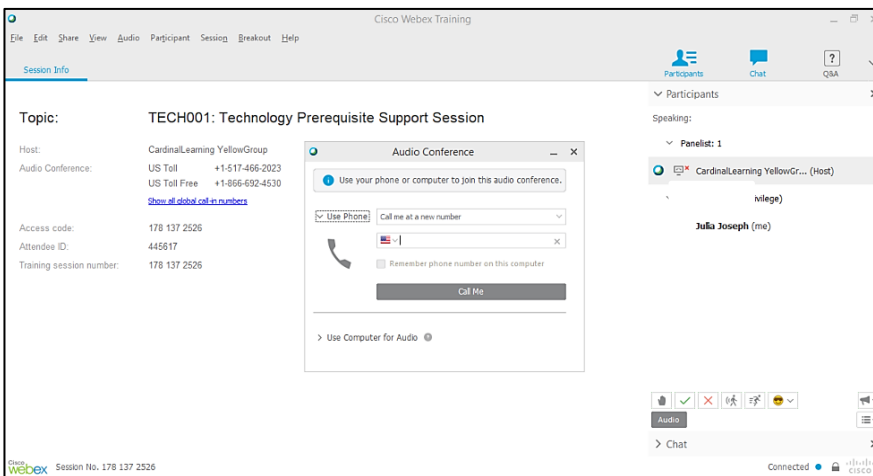 Cisco Webex Training
File Edit Share View Audio Participant Session Breakout Help
Session Info
Participants Chat Q&A
Topic: TECH001: Technology Prerequisite Support Session
Host: CardinalLearning YellowGroup
Audio Conference: US Toll +1-517-466-2023
US Toll Free +1-866-692-4530
Show all global call-in numbers
Access code: 178 137 2526
Attendee ID: 445617
Training session number: 178 137 2526
Audio Conference
Use your phone or computer to join this audio conference.
Use Phone Call me at a new number
Remember phone number on this computer
Call Me
Use Computer for Audio
Participants
Speaking:
Panelist: 1
CardinalLearning YellowGr... (Host)
ivilege)
Julia Joseph (me)
Audio
Chat
Cisco
webex Session No. 178 137 2526
Connected
cisco